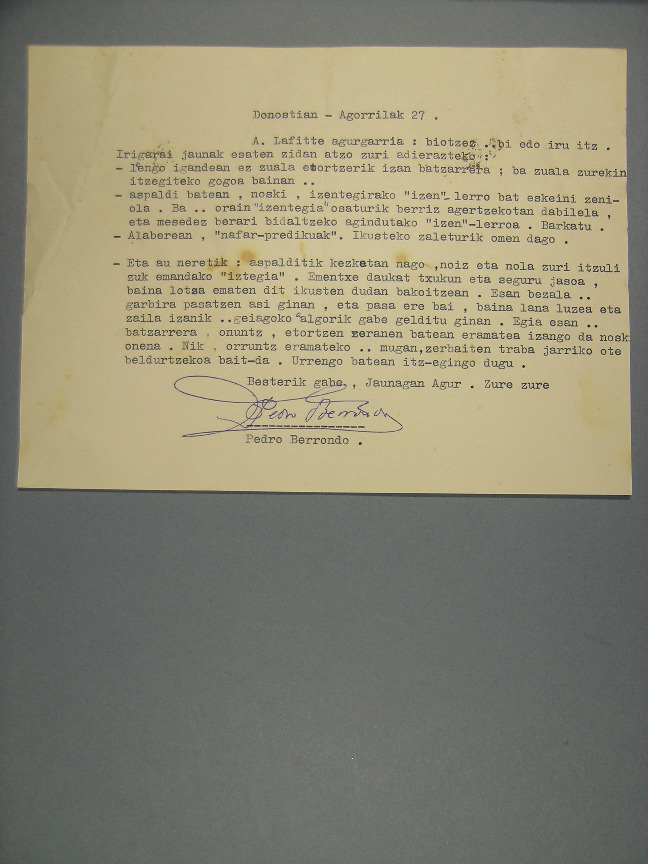 Donostian - Agorrilak 27 .
A. Lafitte agurgarria : biotzez ..bi edo iru itz .
Irigarai jaunak esaten zidan atzo zuri adierazteko :
- lengo igandean ez zuala etortzerik izan batzarrera ; ba zuala zurekin
itzegiteko gogoa bainan ..
- aspaldi batean , noski , izentegirako "izen"-lerro bat eskeini zeni-
ola . Ba .. orain "izentegia" osaturik berriz agertzekotan dabilela ,
eta mesedez berari bidaltzeko agindutako "izen"-lerroa . Barkatu .
- Alaberean , "nafar-predikuak". Ikusteko zaleturik omen dago .
- Eta au neretik : aspalditik kezketan nago ,noiz eta nola zuri itzuli
zuk emandako "iztegia" . Ementxe daukat txukun eta seguru jasoa ,
baina lotsa ematen dit ikusten dudan bakoitzean . Esan bezala ..
garbira pasatzen asi ginan , eta pasa ere bai , baina lana luzea eta
zaila izanik ..geiagoko algorik gabe gelditu ginan . Egia esan ..
batzarrera , onuntz , etortzen zeranen batean eramatea izango da noski
onena . Nik , orruntz eramateko .. mugan,zerbaiten traba jarriko ote
beldurtzekoa bait-da . Urrengo batean itz-egingo dugu .
Besterik gabe , Jaunagan Agur . Zure zure
Pedro Berrondo
Pedro Berrondo .